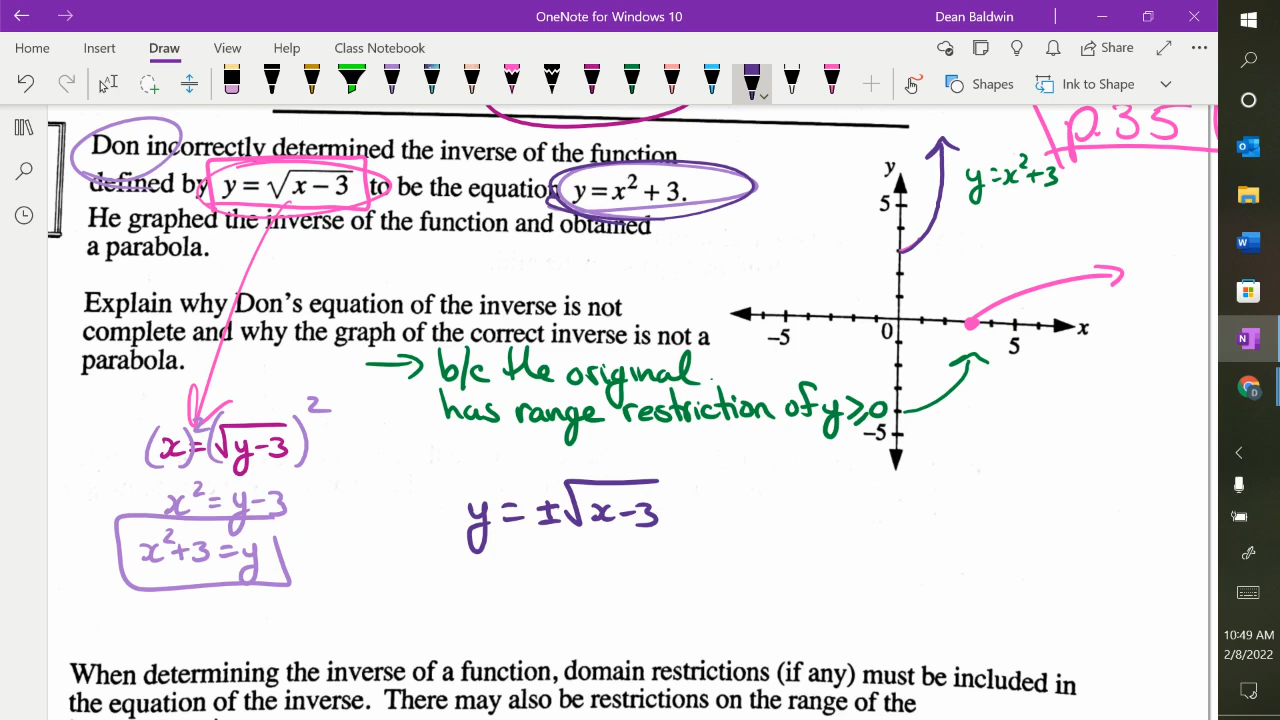 OneNote for Windows 10
Dean Baldwin
Home Insert Draw View Help Class Notebook
Share
Shapes
Ink to Shape
p.35
Don incorrectly determined the inverse of the function
defined by y = √(x − 3) to be the equation y = x² + 3.
He graphed the inverse of the function and obtained
a parabola.
Explain why Don's equation of the inverse is not
complete and why the graph of the correct inverse is not a
parabola.
→ b/c the original
has range restriction of y ≥ 0
(x)² = (√(y−3))²
x² = y−3
x²+3 = y
y = ±√(x−3)
y
5
y=x²+3
−5
0
5
x
−5
When determining the inverse of a function, domain restrictions (if any) must be included in
the equation of the inverse. There may also be restrictions on the range of the
10:49 AM
2/8/2022